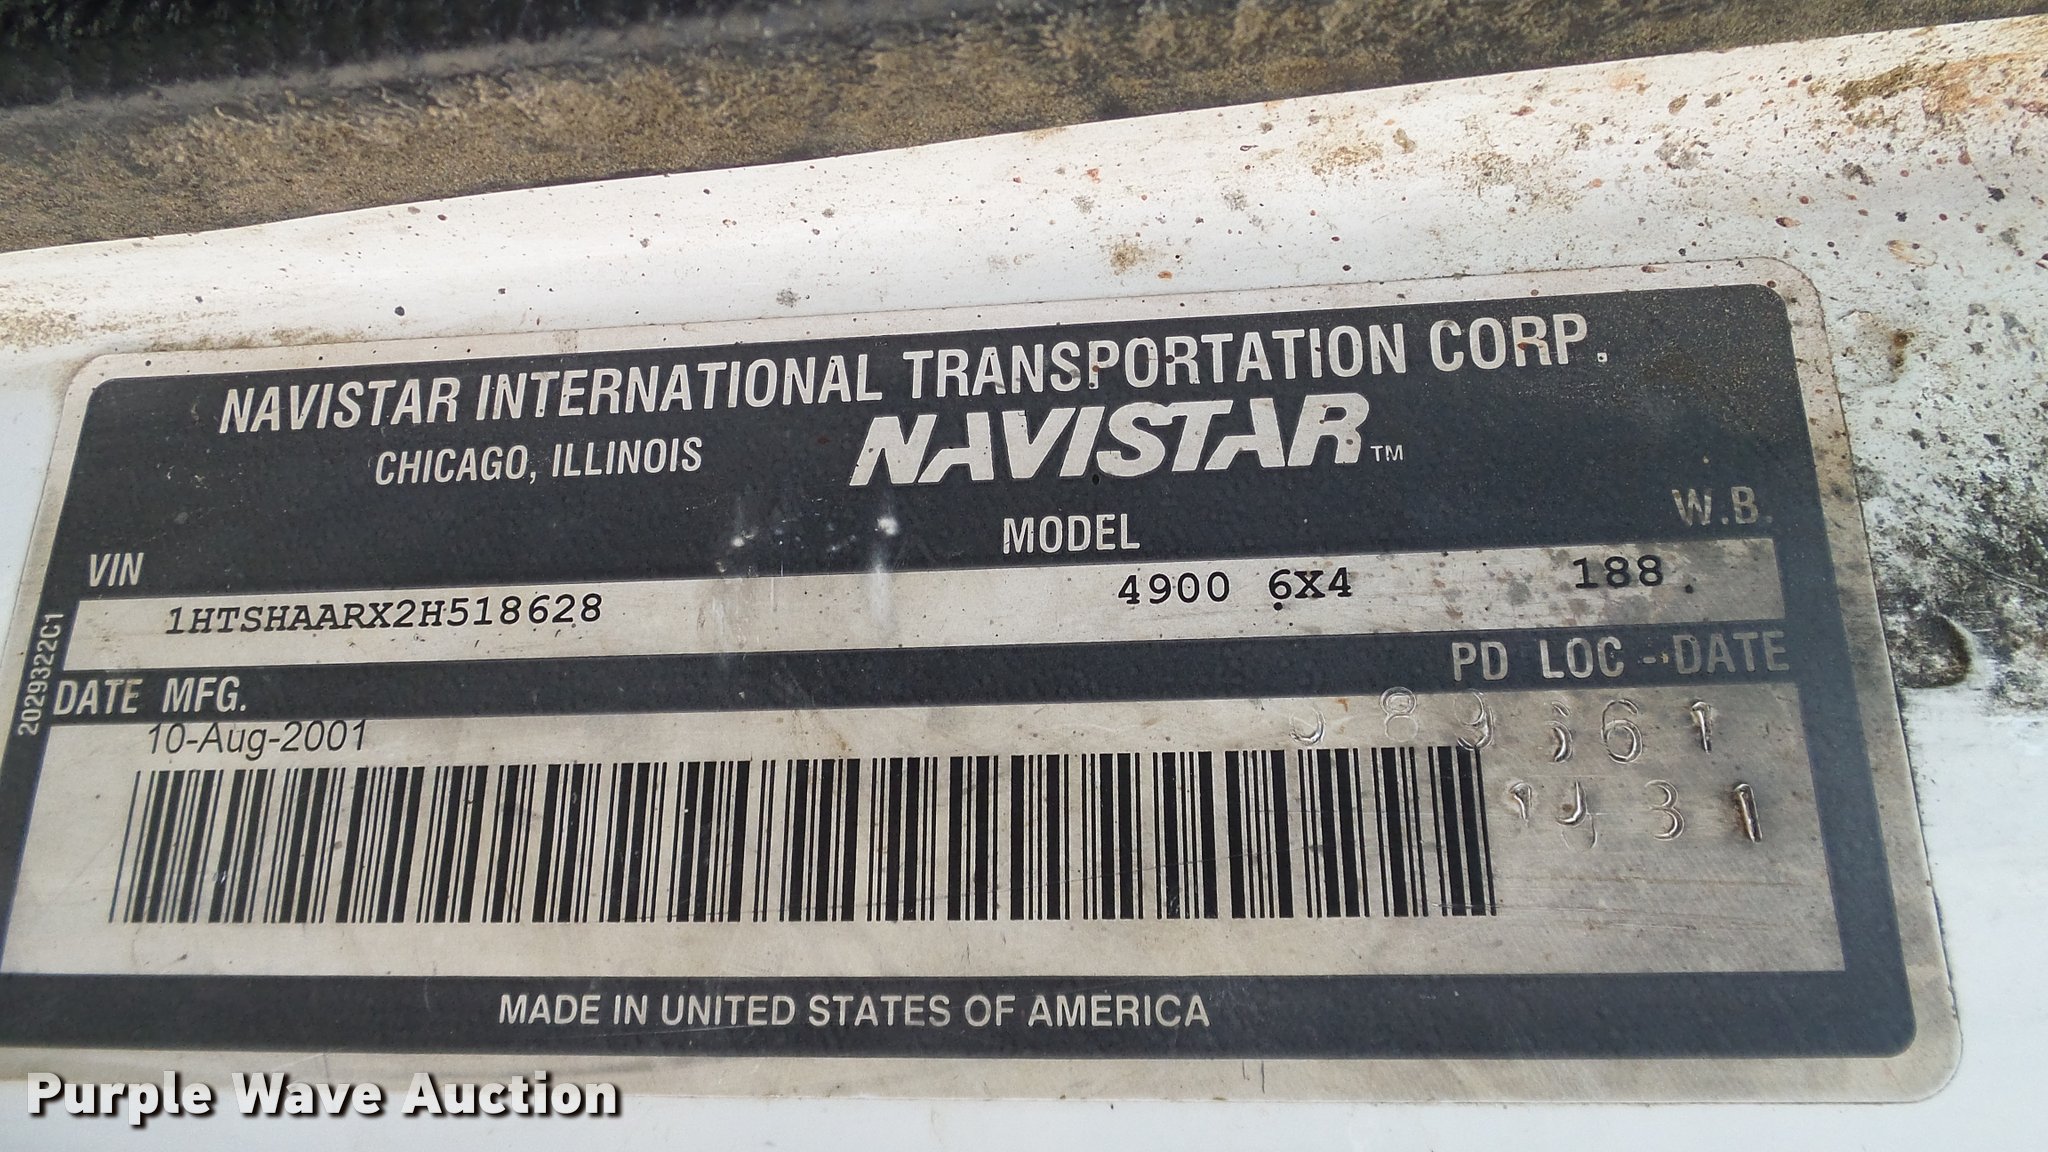 NAVISTAR INTERNATIONAL TRANSPORTATION CORP.
CHICAGO, ILLINOIS NAVISTAR™
VIN MODEL W.B.
1HTSHAARX2H518628 4900 6X4 188
2029322C1
DATE MFG. PD LOC - DATE
10-Aug-2001
MADE IN UNITED STATES OF AMERICA
Purple Wave Auction